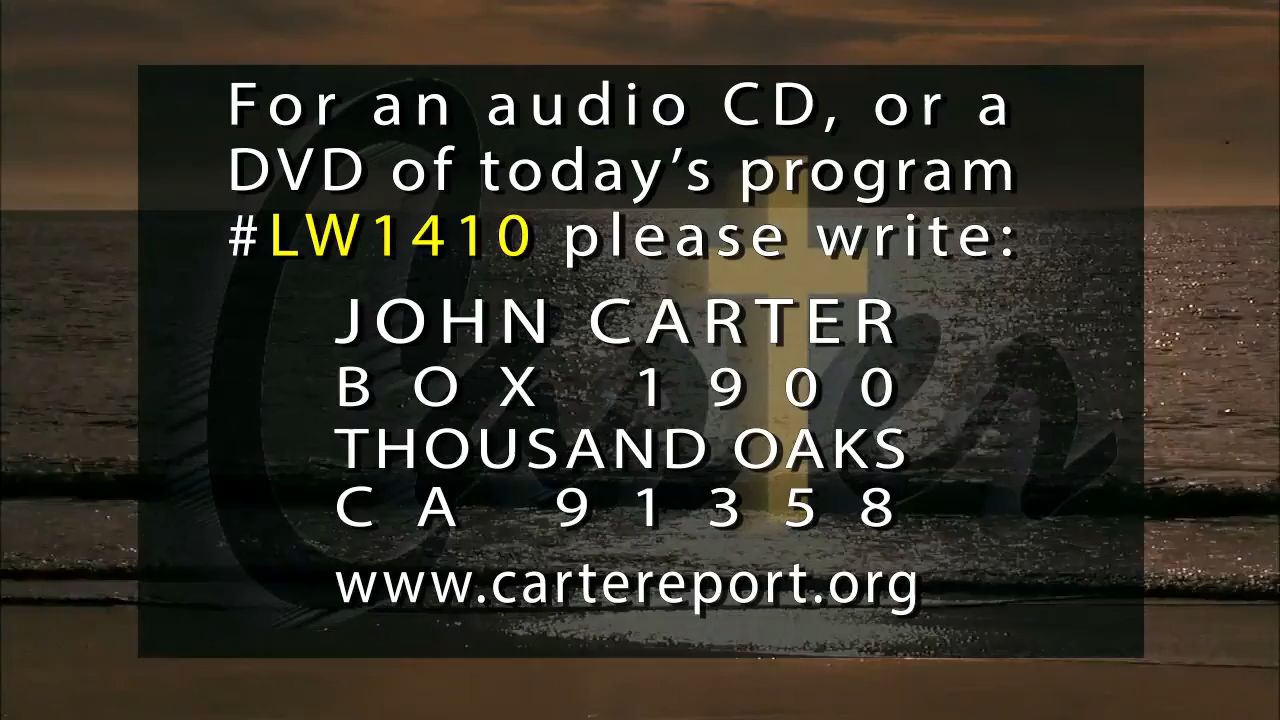 For an audio CD, or a
DVD of today's program
#LW1410 please write:
JOHN CARTER
BOX 1900
THOUSAND OAKS
CA 91358
www.cartereport.org
Carter